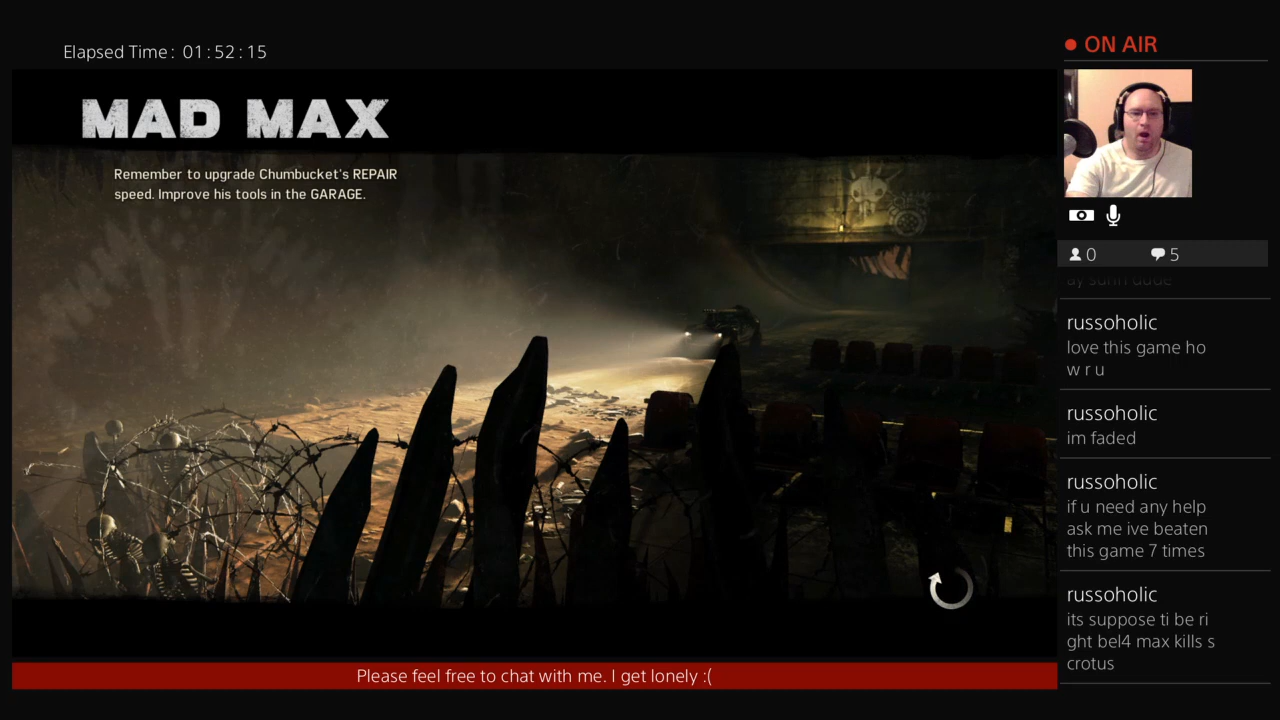 Elapsed Time: 01:52:15
ON AIR
MAD MAX
Remember to upgrade Chumbucket's REPAIR
speed. Improve his tools in the GARAGE.
0
5
russoholic
love this game ho
w r u
russoholic
im faded
russoholic
if u need any help
ask me ive beaten
this game 7 times
russoholic
its suppose ti be ri
ght bel4 max kills s
crotus
Please feel free to chat with me. I get lonely :(